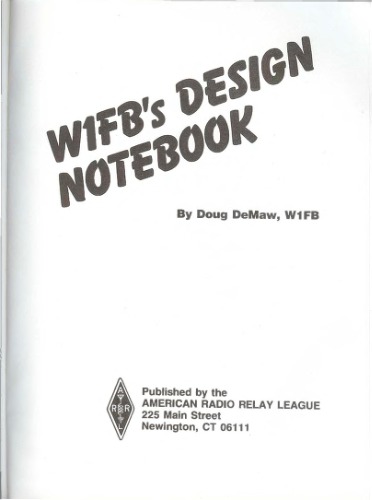 W1FB's DESIGN
NOTEBOOK
By Doug DeMaw, W1FB
A
R R
L
Published by the
AMERICAN RADIO RELAY LEAGUE
225 Main Street
Newington, CT 06111